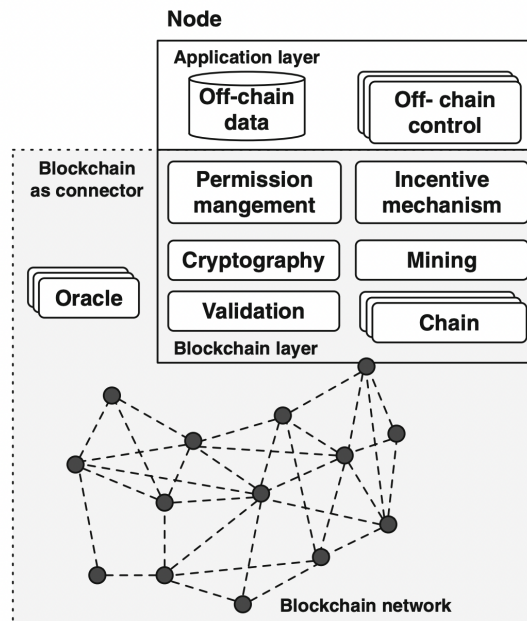 Node
Application layer
Off-chain
data
Off- chain
control
Blockchain
as connector
Permission
mangement
Incentive
mechanism
Cryptography
Mining
Oracle
Validation
Chain
Blockchain layer
Blockchain network